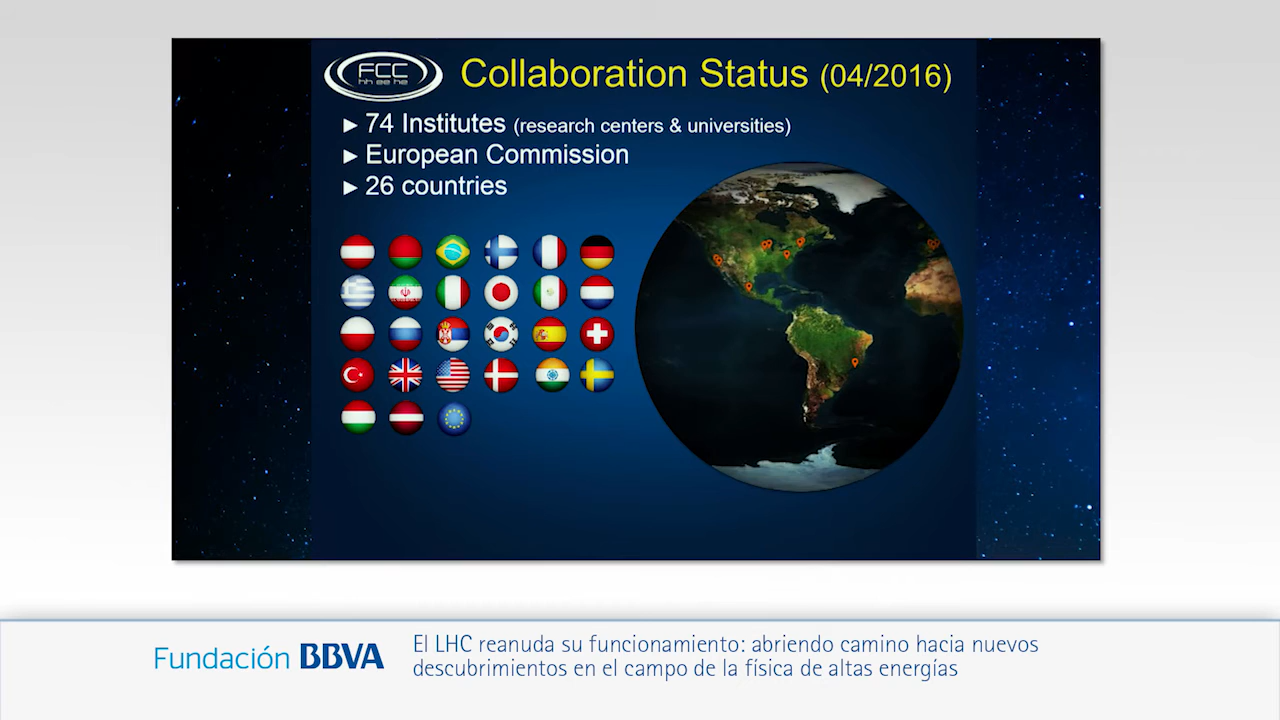 FCC
hh ee he
Collaboration Status (04/2016)
► 74 Institutes (research centers & universities)
► European Commission
► 26 countries
Fundación BBVA
El LHC reanuda su funcionamiento: abriendo camino hacia nuevos
descubrimientos en el campo de la física de altas energías